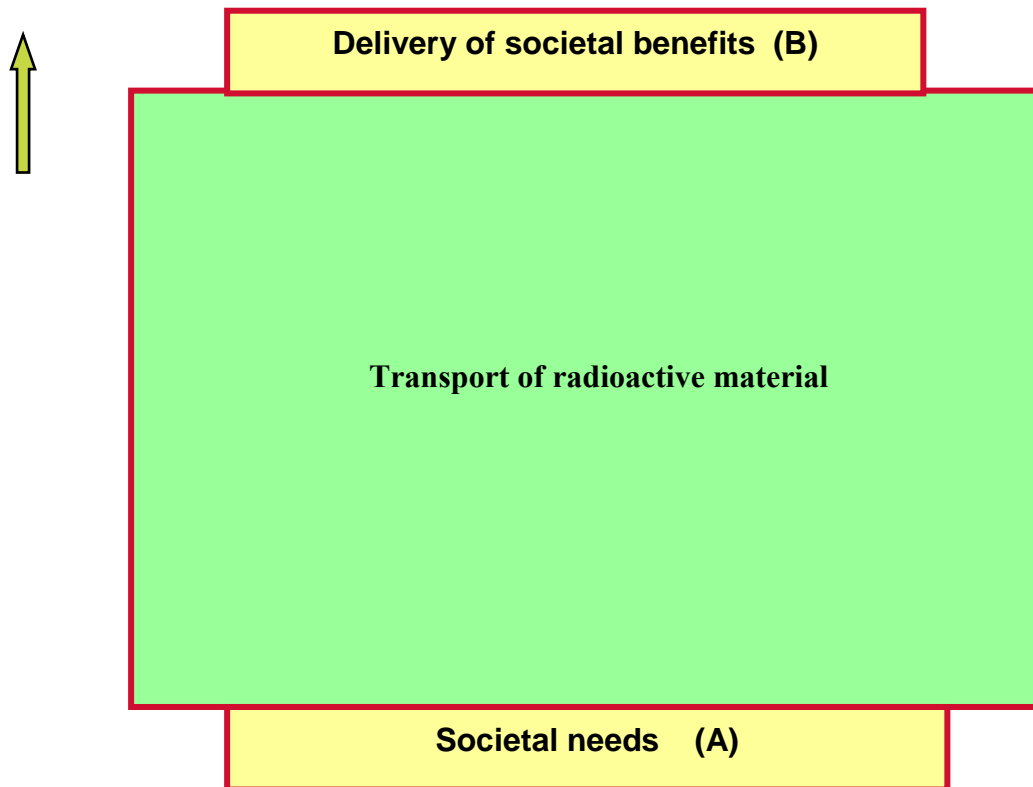 Delivery of societal benefits (B)
Transport of radioactive material
Societal needs (A)